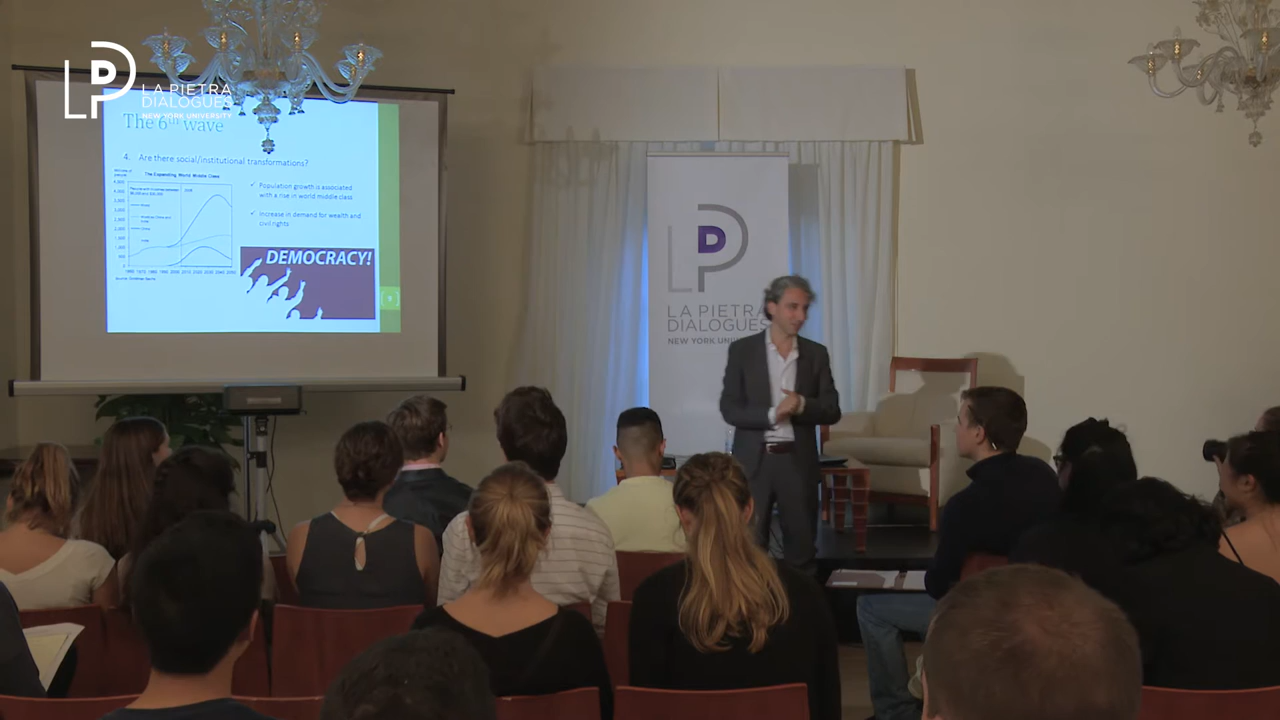 LA PIETRA
DIALOGUES
NEW YORK UNIVERSITY
The 6th wave
4. Are there social/institutional transformations?
The Expanding World Middle Class
✓ Population growth is associated
with a rise in world middle class
✓ Increase in demand for wealth and
civil rights
DEMOCRACY!
LPD
LA PIETRA
DIALOGUES
NEW YORK UNI